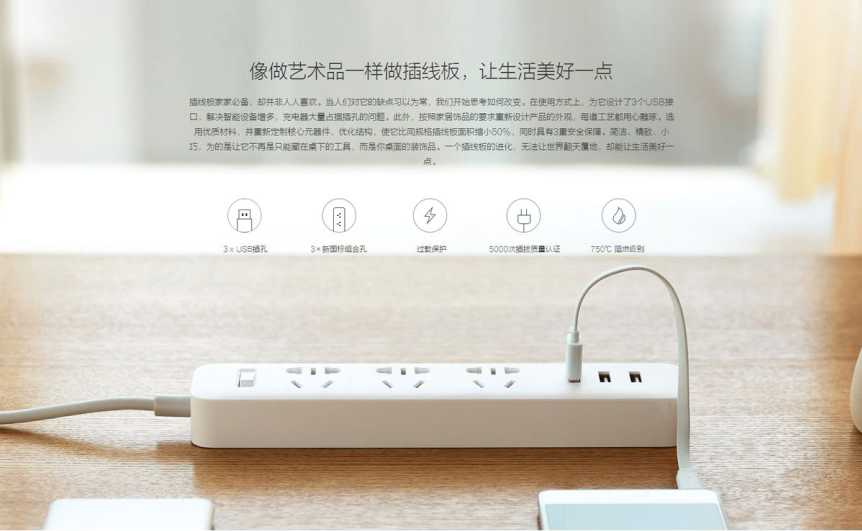 像做艺术品一样做插线板，让生活美好一点
插线板家家必备，却并非人人喜欢。当人们对它的缺点习以为常，我们开始思考如何改变。在使用方式上，为它设计了3个USB接
口，解决智能设备增多，充电器大量占据插孔的问题。此外，按照家居饰品的要求重新设计产品的外观，每道工艺都用心雕琢。选
用优质材料，并重新定制核心元器件、优化结构，使它比同规格插线板面积缩小50%，同时具有3重安全保障。简洁、精致、小
巧，为的是让它不再是只能藏在桌下的工具，而是你桌面的装饰品。一个插线板的进化，无法让世界翻天覆地，却能让生活美好一
点。
3 x USB插孔
3×新国标组合孔
过载保护
5000次插拔质量认证
750℃ 阻燃级别